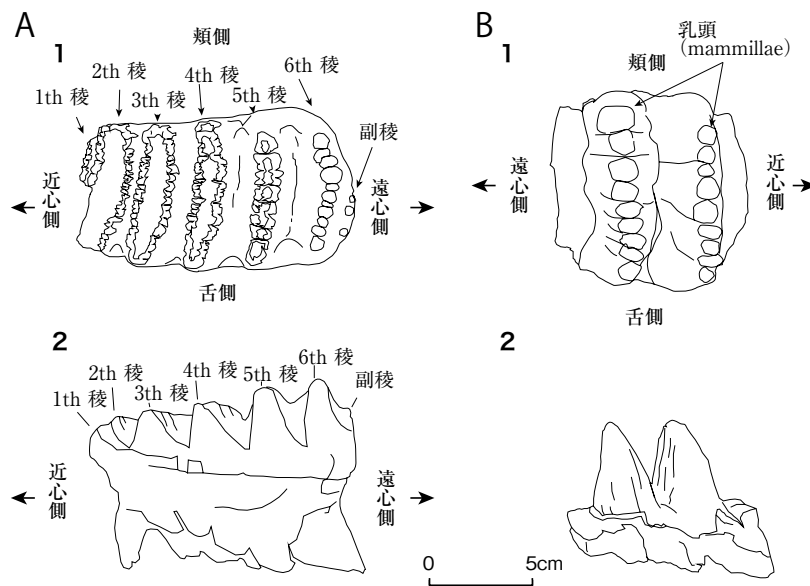 A
1
頬側
1th 稜
2th 稜
3th 稜
4th 稜
5th 稜
6th 稜
副稜
近心側
遠心側
舌側
2
1th 稜
2th 稜
3th 稜
4th 稜
5th 稜
6th 稜
副稜
近心側
遠心側
B
1
乳頭
(mammillae)
頬側
遠心側
近心側
舌側
2
0
5cm